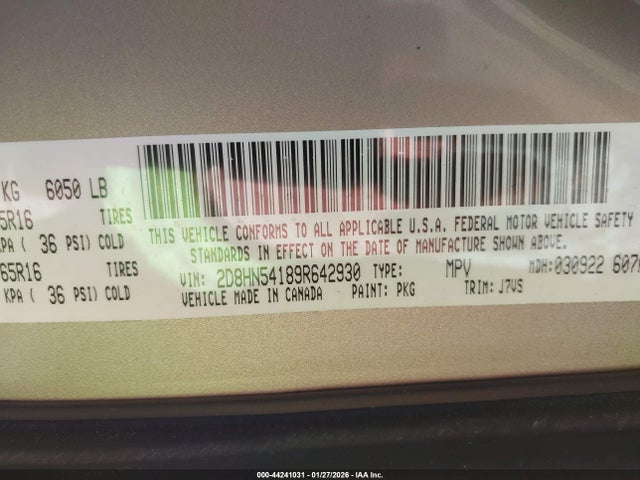 KG 6050 LB
5R16 TIRES
KPA ( 36 PSI) COLD
65R16 TIRES
KPA ( 36 PSI) COLD
THIS VEHICLE CONFORMS TO ALL APPLICABLE U.S.A. FEDERAL MOTOR VEHICLE SAFETY
STANDARDS IN EFFECT ON THE DATE OF MANUFACTURE SHOWN ABOVE.
VIN: 2D8HN54189R642930 TYPE: MPV MDH:030922 607
VEHICLE MADE IN CANADA PAINT: PKG TRIM: J7VS
000-44241031 | 01/27/2026 | IAA Inc.